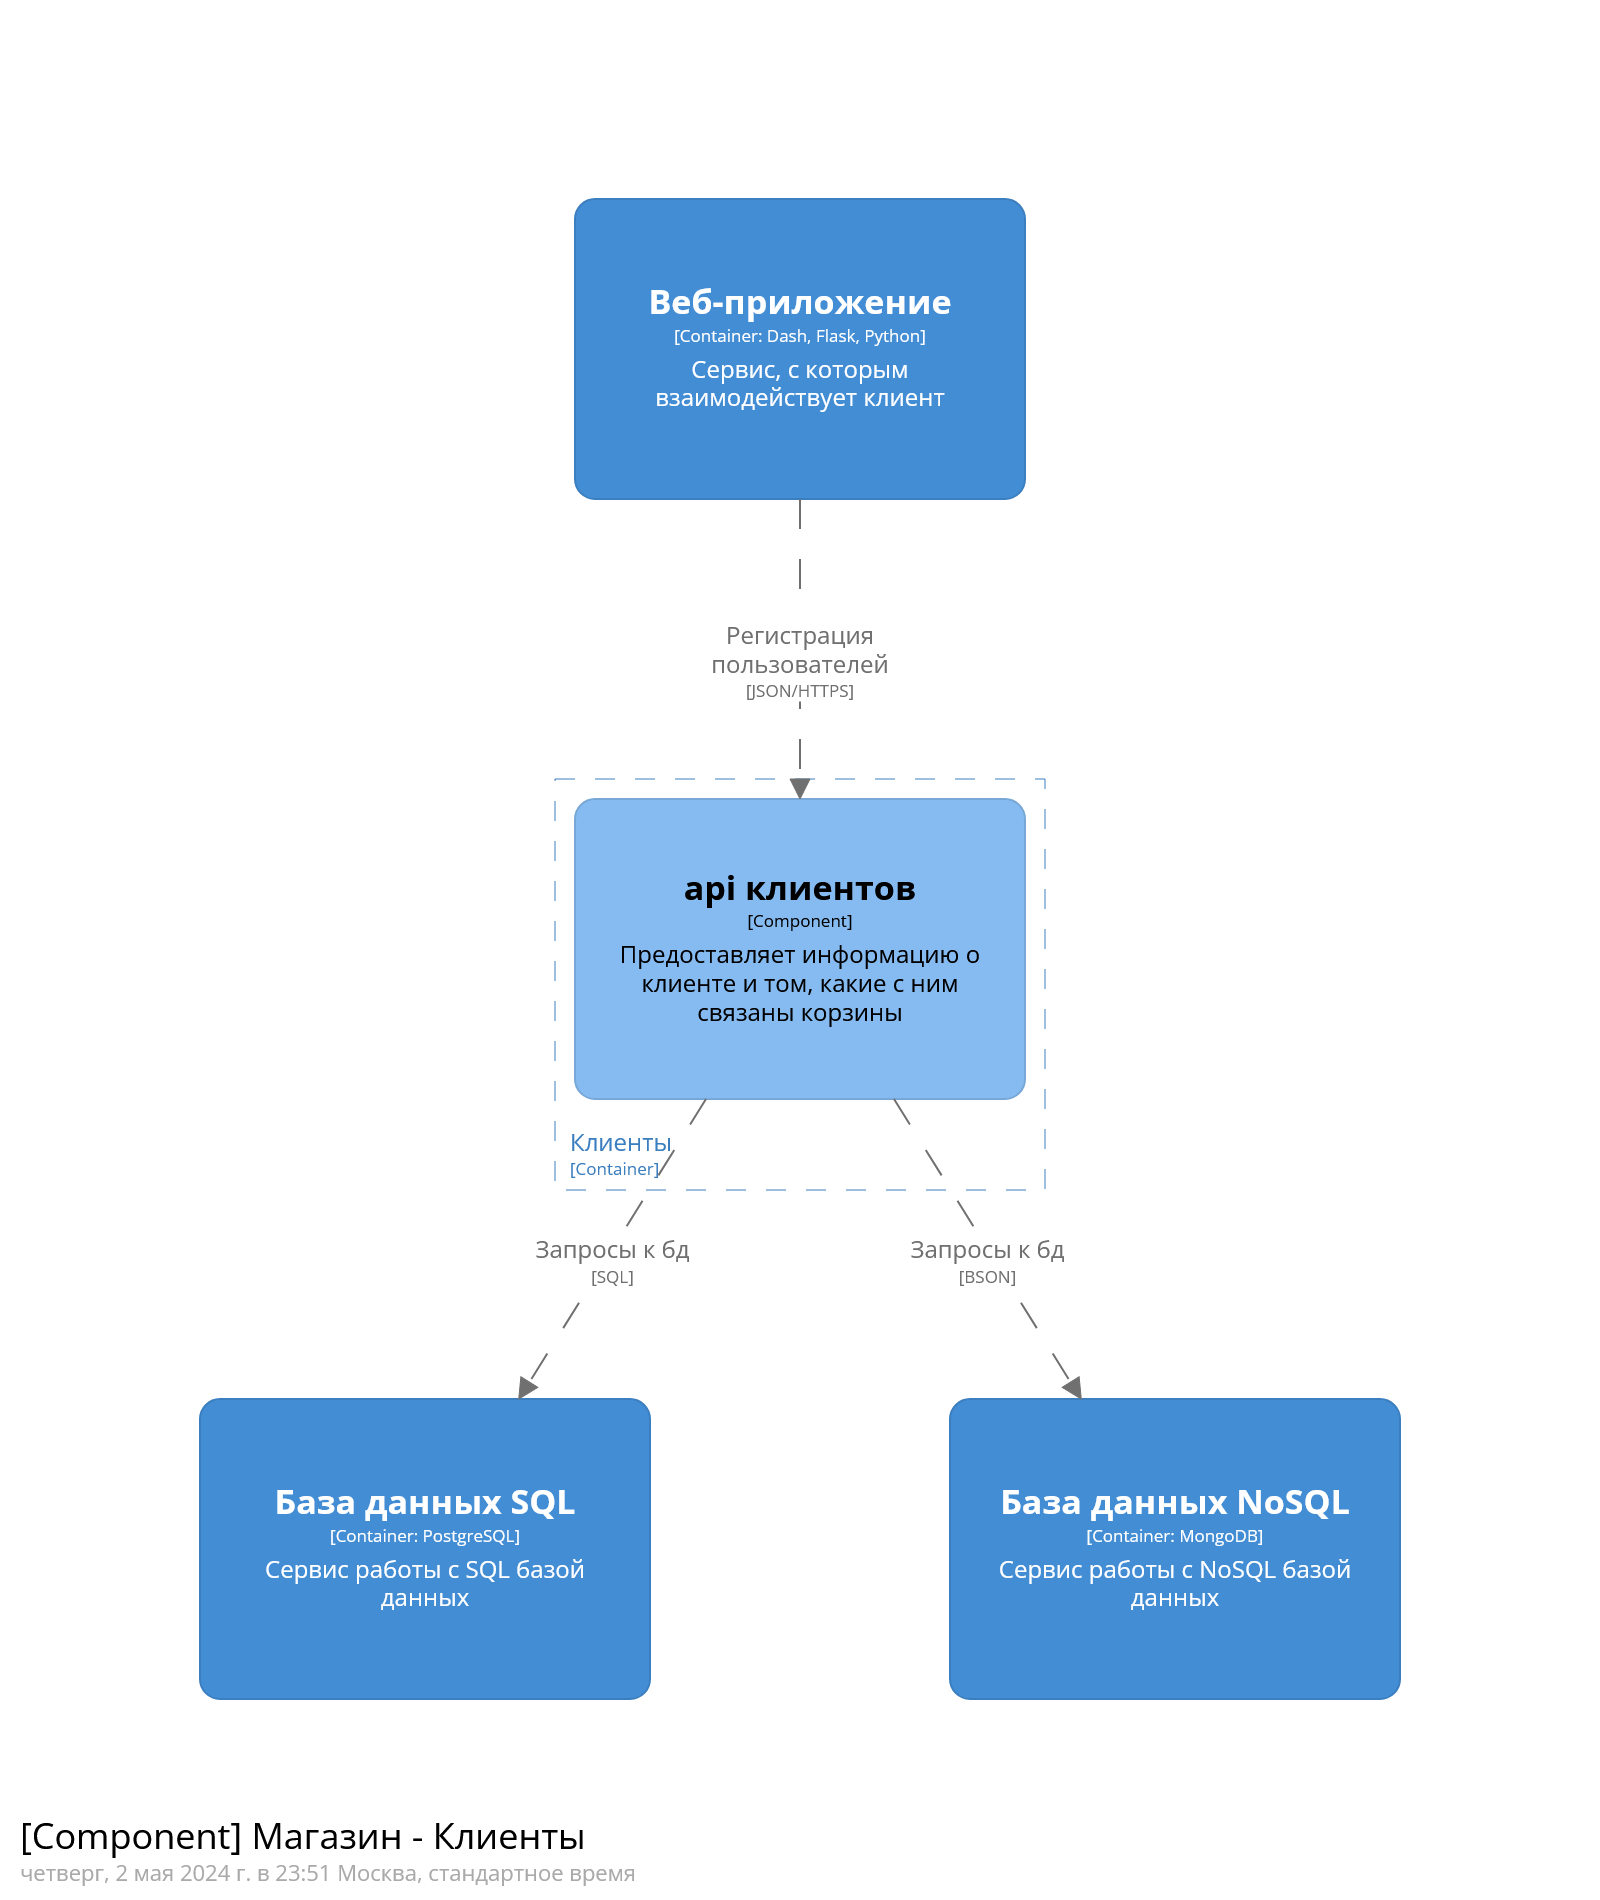 Веб-приложение
[Container: Dash, Flask, Python]
Сервис, с которым
взаимодействует клиент
Регистрация
пользователей
[JSON/HTTPS]
api клиентов
[Component]
Предоставляет информацию о
клиенте и том, какие с ним
связаны корзины
Клиенты
[Container]
Запросы к бд
[SQL]
Запросы к бд
[BSON]
База данных SQL
[Container: PostgreSQL]
Сервис работы с SQL базой
данных
База данных NoSQL
[Container: MongoDB]
Сервис работы с NoSQL базой
данных
[Component] Магазин - Клиенты
четверг, 2 мая 2024 г. в 23:51 Москва, стандартное время